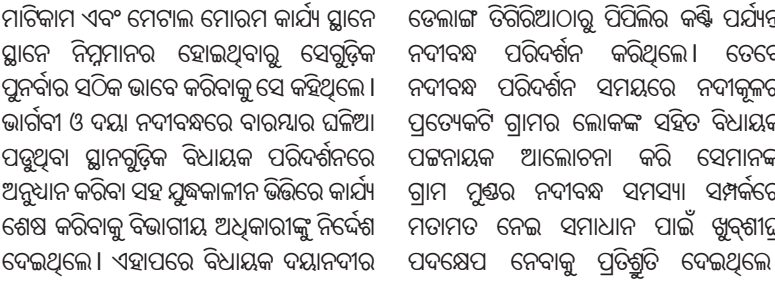 ମାଟିକାମ ଏବଂ ମେଟାଲ ମୋରମ କାର୍ଯ୍ୟ ସ୍ଥାନେ
ସ୍ଥାନେ ନିମ୍ନମାନର ହୋଇଥିବାରୁ ସେଗୁଡ଼ିକ
ପୁନର୍ବାର ସଠିକ ଭାବେ କରିବାକୁ ସେ କହିଥିଲେ।
ଭାର୍ଗବୀ ଓ ଦୟା ନଦୀବନ୍ଧରେ ବାରମ୍ବାର ଘଳିଆ
ପଡୁଥିବା ସ୍ଥାନଗୁଡ଼ିକ ବିଧାୟକ ପରିଦର୍ଶନରେ
ଅନୁଧ୍ୟାନ କରିବା ସହ ଯୁଦ୍ଧକାଳୀନ ଭିତ୍ତିରେ କାର୍ଯ୍ୟ
ଶେଷ କରିବାକୁ ବିଭାଗୀୟ ଅଧିକାରୀଙ୍କୁ ନିର୍ଦ୍ଦେଶ
ଦେଇଥିଲେ। ଏହାପରେ ବିଧାୟକ ଦୟାନଦୀର
ଡେଲାଙ୍ଗ ତିଗିରିଆଠାରୁ ପିପିଲିର କଣ୍ଟି ପର୍ଯ୍ୟନ୍ତ
ନଦୀବନ୍ଧ ପରିଦର୍ଶନ କରିଥିଲେ। ତେବେ
ନଦୀବନ୍ଧ ପରିଦର୍ଶନ ସମୟରେ ନଦୀକୂଳର
ପ୍ରତ୍ୟେକଟି ଗ୍ରାମର ଲୋକଙ୍କ ସହିତ ବିଧାୟକ
ପଟ୍ଟନାୟକ ଆଲୋଚନା କରି ସେମାନଙ୍କ
ଗ୍ରାମ ମୁଣ୍ଡର ନଦୀବନ୍ଧ ସମସ୍ୟା ସମ୍ପର୍କରେ
ମତାମତ ନେଇ ସମାଧାନ ପାଇଁ ଖୁବ୍‌ଶୀଘ୍ର
ପଦକ୍ଷେପ ନେବାକୁ ପ୍ରତିଶ୍ରୁତି ଦେଇଥିଲେ